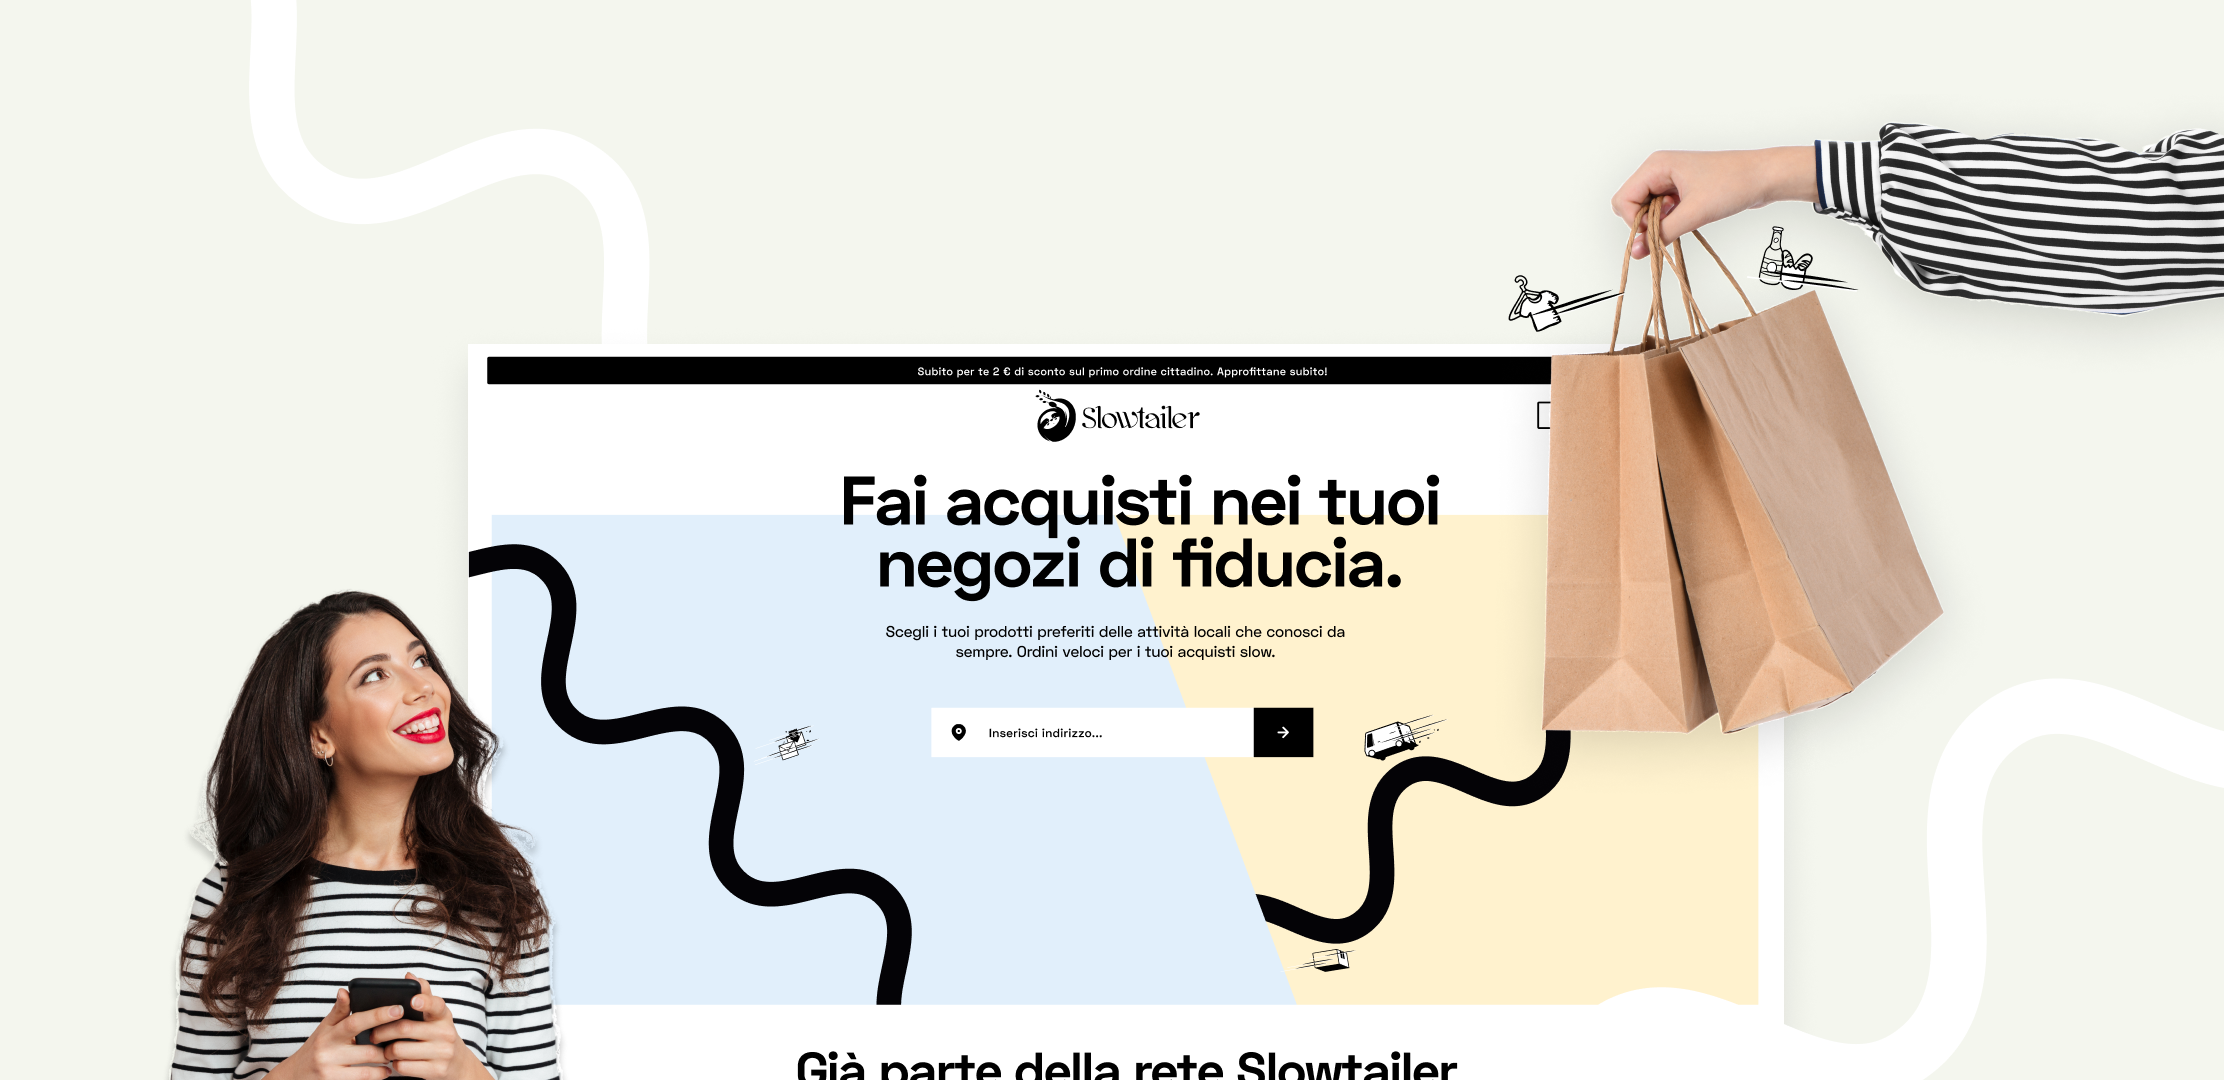 Subito per te 2 € di sconto sul primo ordine cittadino. Approfittane subito!
Slowtailer
Fai acquisti nei tuoi
negozi di fiducia.
Scegli i tuoi prodotti preferiti delle attività locali che conosci da
sempre. Ordini veloci per i tuoi acquisti slow.
Inserisci indirizzo...
Già parte della rete Slowtailer